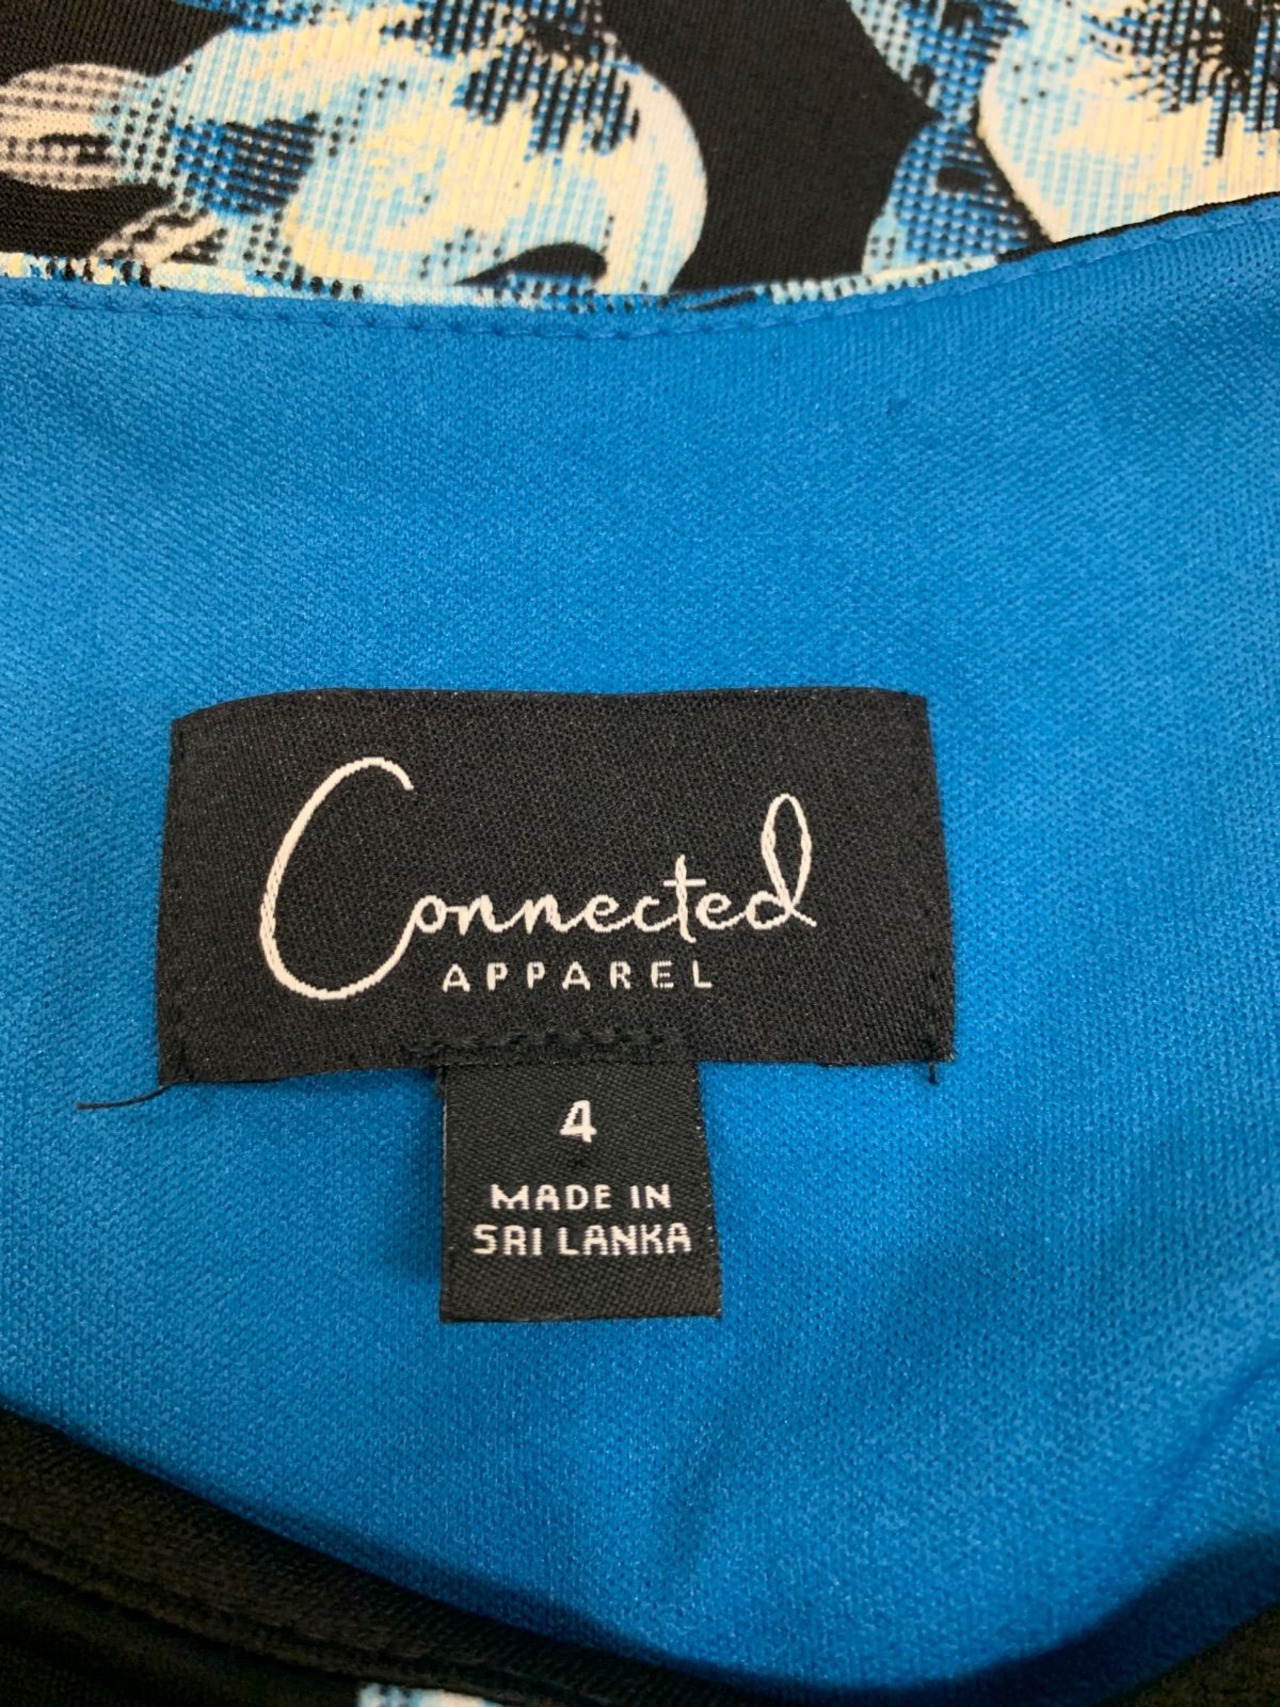 Connected
APPAREL
4
MADE IN
SRI LANKA